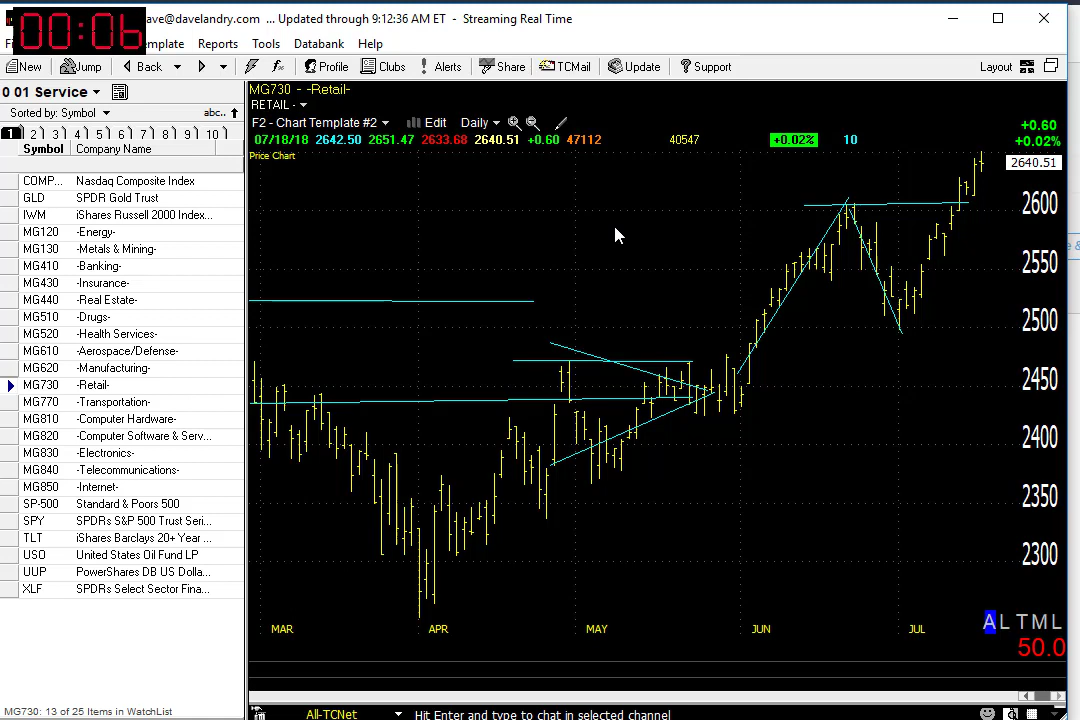 00:06
ave@davelandry.com ... Updated through 9:12:36 AM ET - Streaming Real Time
emplate Reports Tools Databank Help
New Jump Back Profile Clubs Alerts Share TCMail Update Support Layout
0 01 Service
Sorted by: Symbol abc..
1 2 3 4 5 6 7 8 9 10
Symbol Company Name
COMP... Nasdaq Composite Index
GLD SPDR Gold Trust
IWM iShares Russell 2000 Index...
MG120 -Energy-
MG130 -Metals & Mining-
MG410 -Banking-
MG430 -Insurance-
MG440 -Real Estate-
MG510 -Drugs-
MG520 -Health Services-
MG610 -Aerospace/Defense-
MG620 -Manufacturing-
MG730 -Retail-
MG770 -Transportation-
MG810 -Computer Hardware-
MG820 -Computer Software & Serv...
MG830 -Electronics-
MG840 -Telecommunications-
MG850 -Internet-
SP-500 Standard & Poors 500
SPY SPDRs S&P 500 Trust Seri...
TLT iShares Barclays 20+ Year ...
USO United States Oil Fund LP
UUP PowerShares DB US Dolla...
XLF SPDRs Select Sector Fina...
MG730: 13 of 25 Items in WatchList
MG730 - -Retail-
RETAIL -
F2 - Chart Template #2 Edit Daily
07/18/18 2642.50 2651.47 2633.68 2640.51 +0.60 47112 40547 +0.02% 10
+0.60
+0.02%
Price Chart
2640.51
2600
2550
2500
2450
2400
2350
2300
A L T M L
MAR APR MAY JUN JUL
50.0
All-TCNet Hit Enter and type to chat in selected channel